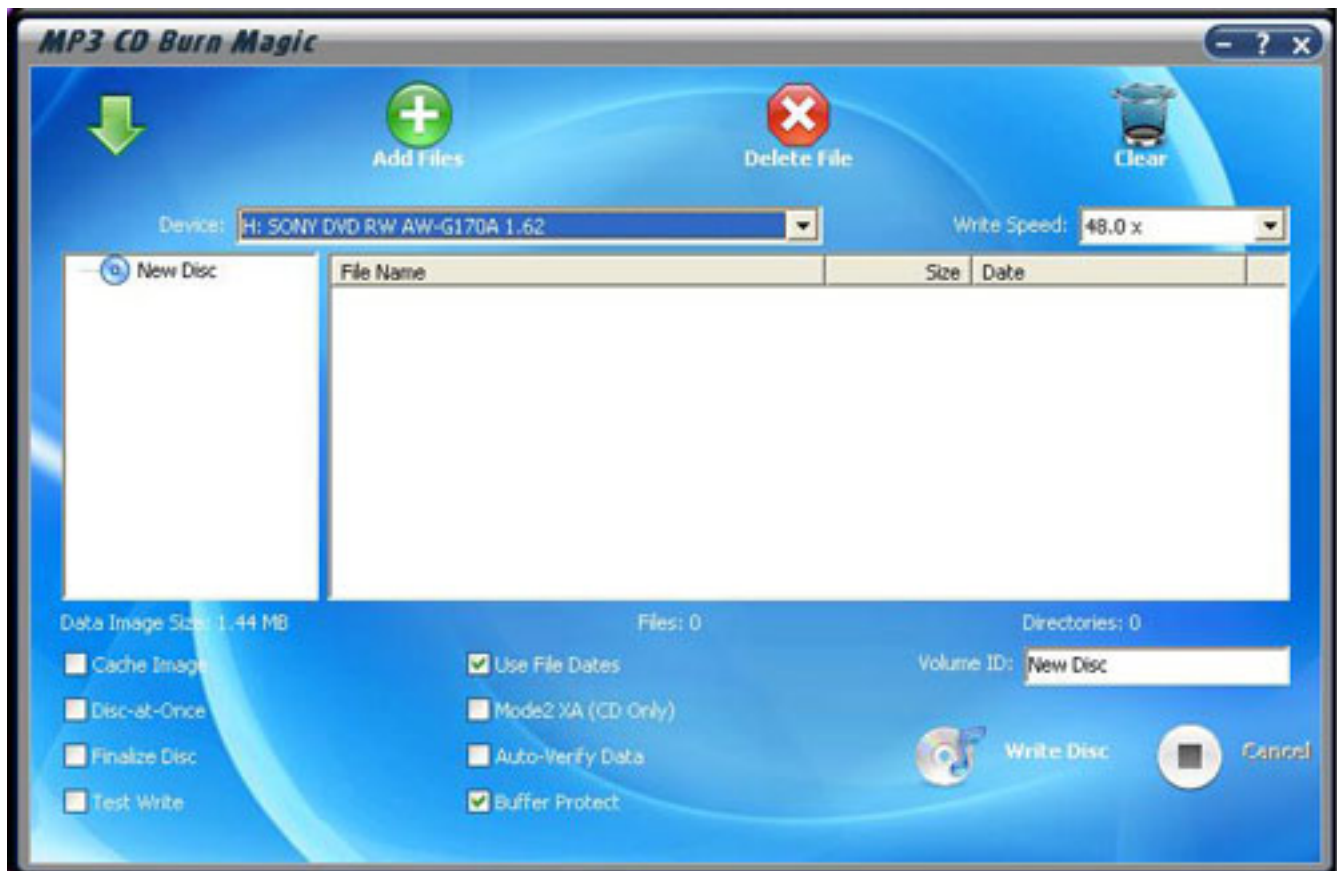 MP3 CD Burn Magic
Add Files
Delete File
Clear
Device: H: SONY DVD RW AW-G170A 1.62
Write Speed: 48.0 x
New Disc
File Name Size Date
Data Image Size: 1.44 MB Files: 0 Directories: 0
Cache Image Use File Dates Volume ID: New Disc
Disc-at-Once Mode2 XA (CD Only)
Finalize Disc Auto-Verify Data Write Disc Cancel
Test Write Buffer Protect